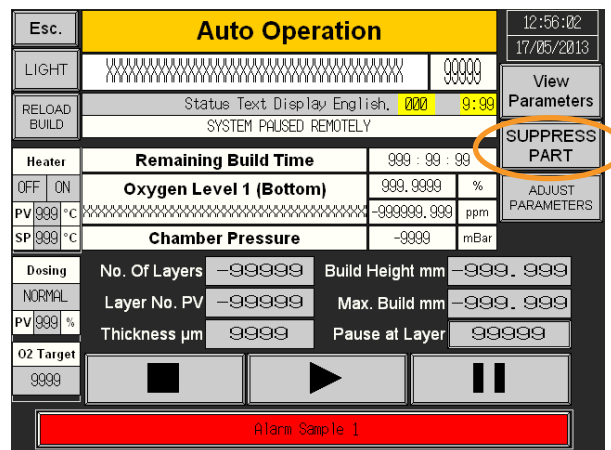 Esc.
Auto Operation
12:56:02
17/05/2013
LIGHT
99999
View
Parameters
RELOAD
BUILD
Status Text Display English. 000 9:99
SYSTEM PAUSED REMOTELY
SUPPRESS
PART
Heater
Remaining Build Time 999 : 99 : 99
OFF ON
Oxygen Level 1 (Bottom) 999.9999 %
ADJUST
PARAMETERS
PV 999 °C
-999999.999 ppm
SP 999 °C
Chamber Pressure -9999 mBar
Dosing
No. Of Layers -99999 Build Height mm -999.999
NORMAL
Layer No. PV -99999 Max. Build mm -999.999
PV 999 %
Thickness µm 9999 Pause at Layer 99999
O2 Target
9999
Alarm Sample 1